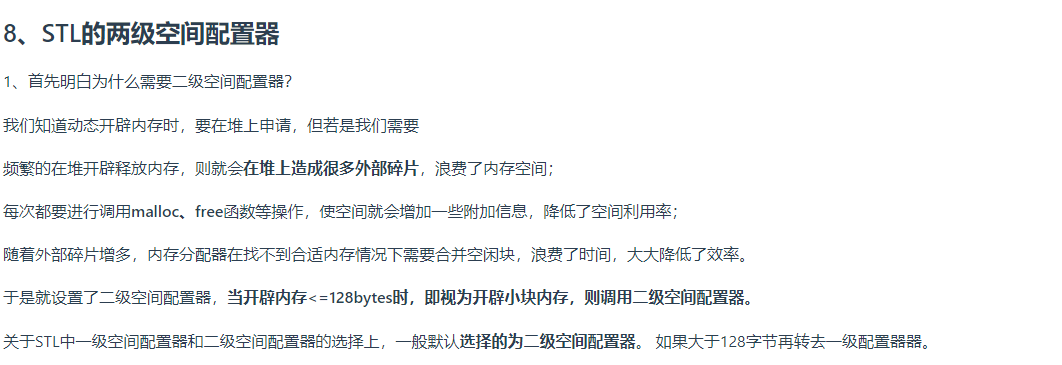 8、STL的两级空间配置器
1、首先明白为什么需要二级空间配置器?
我们知道动态开辟内存时，要在堆上申请，但若是我们需要
频繁的在堆开辟释放内存，则就会在堆上造成很多外部碎片，浪费了内存空间；
每次都要进行调用malloc、free函数等操作，使空间就会增加一些附加信息，降低了空间利用率；
随着外部碎片增多，内存分配器在找不到合适内存情况下需要合并空闲块，浪费了时间，大大降低了效率。
于是就设置了二级空间配置器，当开辟内存<=128bytes时，即视为开辟小块内存，则调用二级空间配置器。
关于STL中一级空间配置器和二级空间配置器的选择上，一般默认选择的为二级空间配置器。 如果大于128字节再转去一级配置器器。